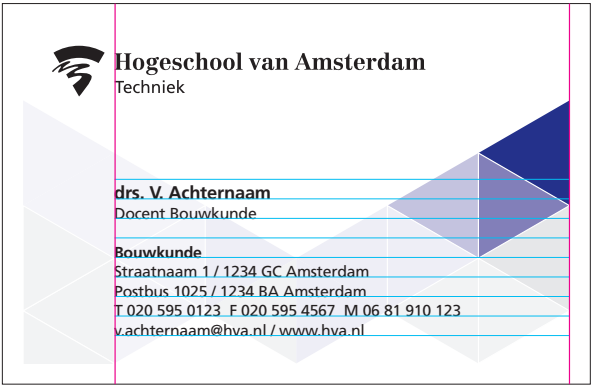 Hogeschool van Amsterdam
Techniek
drs. V. Achternaam
Docent Bouwkunde
Bouwkunde
Straatnaam 1 / 1234 GC Amsterdam
Postbus 1025 / 1234 BA Amsterdam
T 020 595 0123  F 020 595 4567  M 06 81 910 123
v.achternaam@hva.nl / www.hva.nl